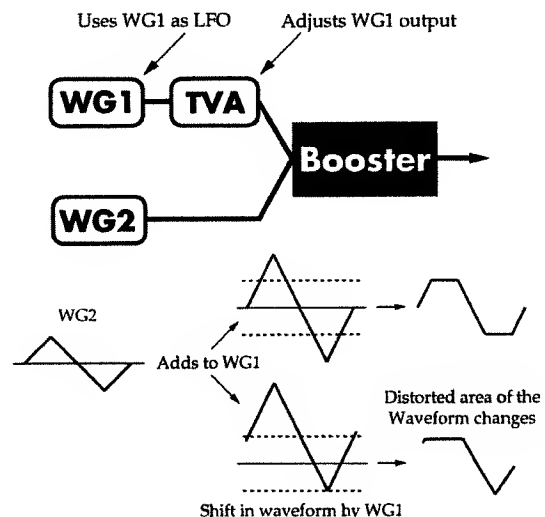 Uses WG1 as LFO
Adjusts WG1 output
WG1
TVA
Booster
WG2
WG2
Adds to WG1
Distorted area of the
Waveform changes
Shift in waveform by WG1